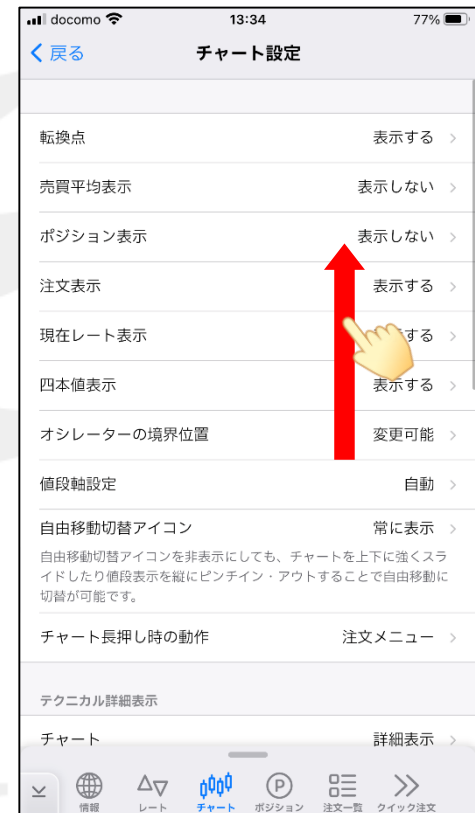 docomo 13:34 77%
戻る チャート設定
転換点 表示する
売買平均表示 表示しない
ポジション表示 表示しない
注文表示 表示する
現在レート表示 する
四本値表示 表示する
オシレーターの境界位置 変更可能
値段軸設定 自動
自由移動切替アイコン 常に表示
自由移動切替アイコンを非表示にしても、チャートを上下に強くスラ
イドしたり値段表示を縦にピンチイン・アウトすることで自由移動に
切替が可能です。
チャート長押し時の動作 注文メニュー
テクニカル詳細表示
チャート 詳細表示
情報 レート チャート P ポジション 注文一覧 クイック注文